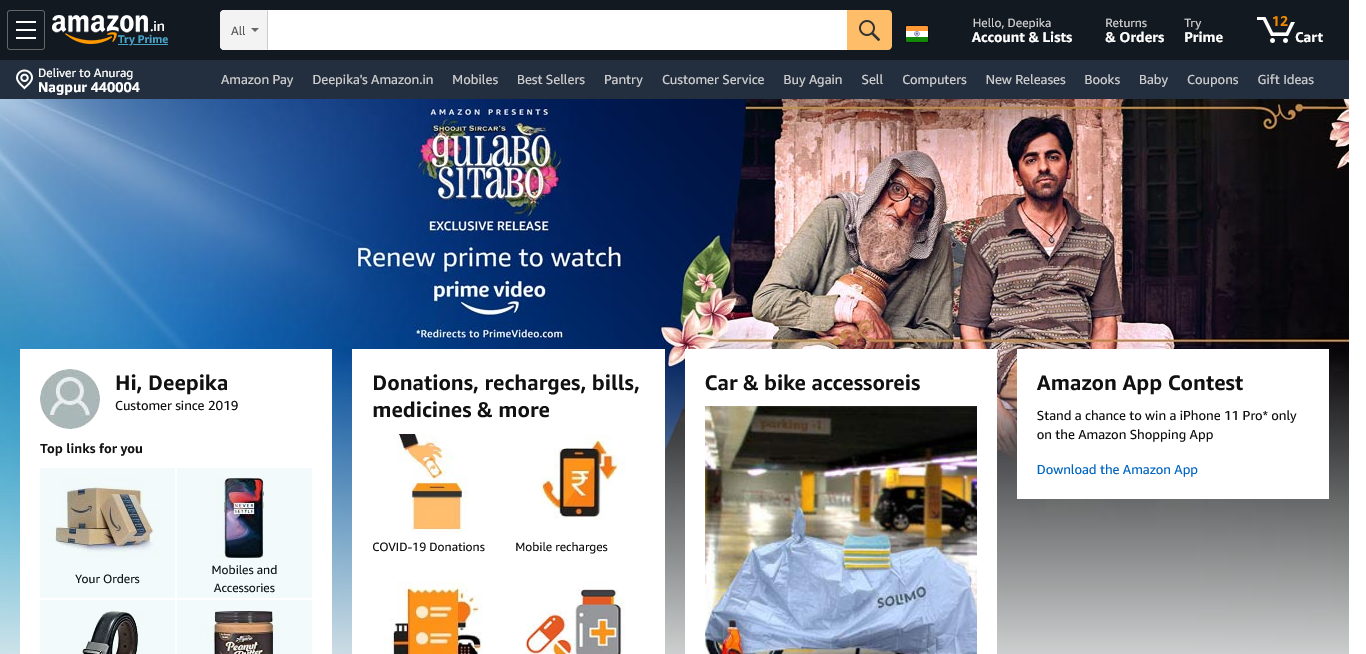 amazon.in
Try Prime
All
Hello, Deepika
Account & Lists
Returns
& Orders
Try
Prime
12
Cart
Deliver to Anurag
Nagpur 440004
Amazon Pay
Deepika's Amazon.in
Mobiles
Best Sellers
Pantry
Customer Service
Buy Again
Sell
Computers
New Releases
Books
Baby
Coupons
Gift Ideas
AMAZON PRESENTS
SHOOJIT SIRCAR'S
GULABO
SITABO
EXCLUSIVE RELEASE
Renew prime to watch
prime video
*Redirects to PrimeVideo.com
Hi, Deepika
Customer since 2019
Top links for you
NEVER
SETTLE
Your Orders
Mobiles and
Accessories
Peanut
Butter
Donations, recharges, bills,
medicines & more
₹
COVID-19 Donations
Mobile recharges
Car & bike accessoreis
parking -1
SOLIMO
Amazon App Contest
Stand a chance to win a iPhone 11 Pro* only
on the Amazon Shopping App
Download the Amazon App